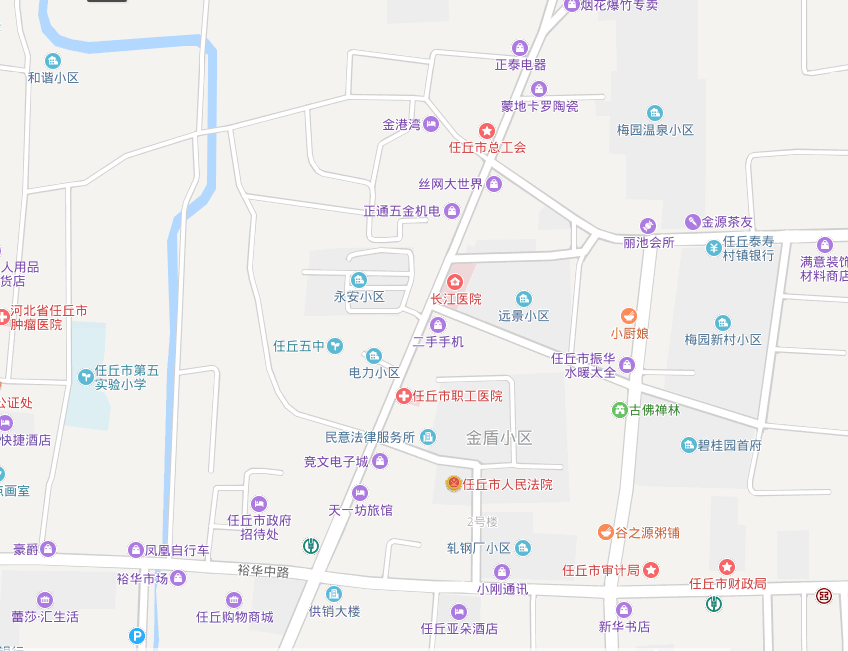 烟花爆竹专卖
正泰电器
和谐小区
蒙地卡罗陶瓷
金港湾
梅园温泉小区
任丘市总工会
丝网大世界
正通五金机电
金源茶友
丽池会所
任丘泰寿
村镇银行
满意装饰
材料商店
人用品
货店
永安小区
长江医院
远景小区
河北省任丘市
肿瘤医院
小厨娘
二手手机
任丘五中
梅园新村小区
任丘市振华
水暖大全
电力小区
任丘市第五
实验小学
任丘市职工医院
公证处
古佛禅林
快捷酒店
民意法律服务所
金盾小区
碧桂园首府
竞文电子城
任丘市人民法院
点画室
天一坊旅馆
任丘市政府
招待处
2号楼
谷之源粥铺
豪爵
凤凰自行车
轧钢厂小区
裕华中路
裕华市场
小刚通讯
任丘市审计局
任丘市财政局
蕾莎·汇生活
任丘购物商城
供销大楼
任丘亚朵酒店
新华书店